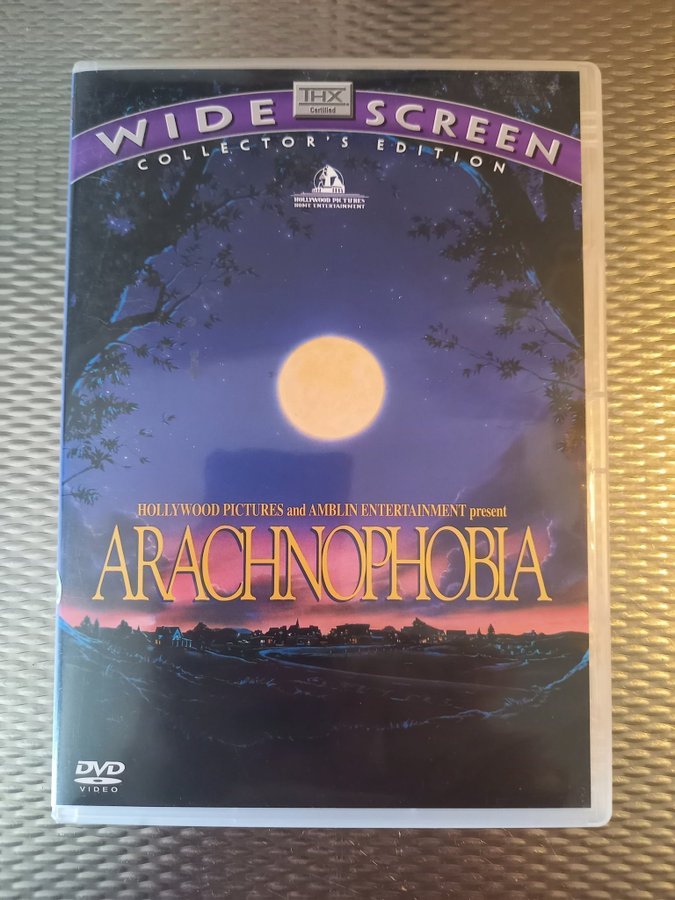 THX
Certified
WIDE SCREEN
COLLECTOR'S EDITION
HOLLYWOOD PICTURES
HOME ENTERTAINMENT
HOLLYWOOD PICTURES and AMBLIN ENTERTAINMENT present
ARACHNOPHOBIA
DVD
VIDEO